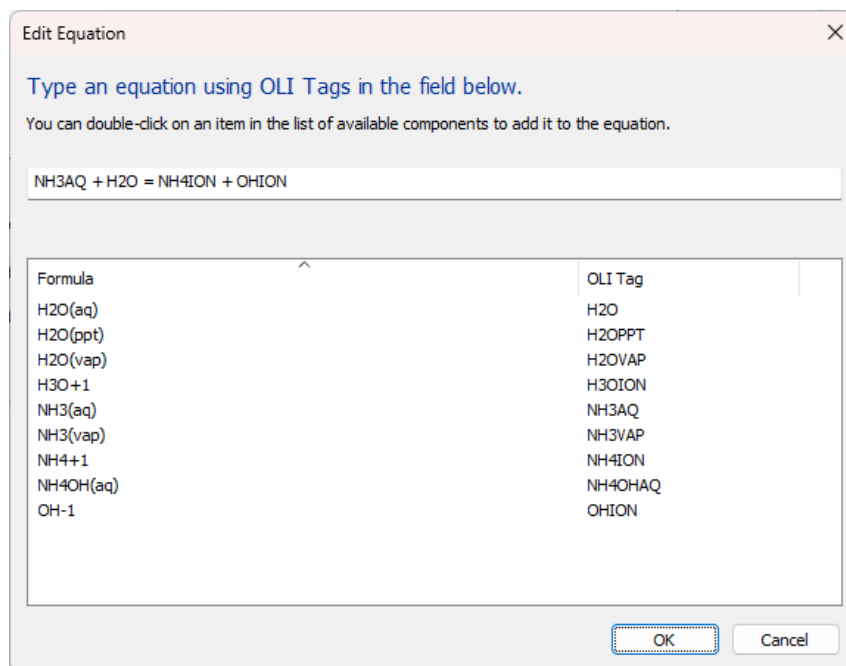 Edit Equation
Type an equation using OLI Tags in the field below.
You can double-click on an item in the list of available components to add it to the equation.
NH3AQ + H2O = NH4ION + OHION
Formula OLI Tag
H2O(aq) H2O
H2O(ppt) H2OPPT
H2O(vap) H2OVAP
H3O+1 H3OION
NH3(aq) NH3AQ
NH3(vap) NH3VAP
NH4+1 NH4ION
NH4OH(aq) NH4OHAQ
OH-1 OHION
OK Cancel